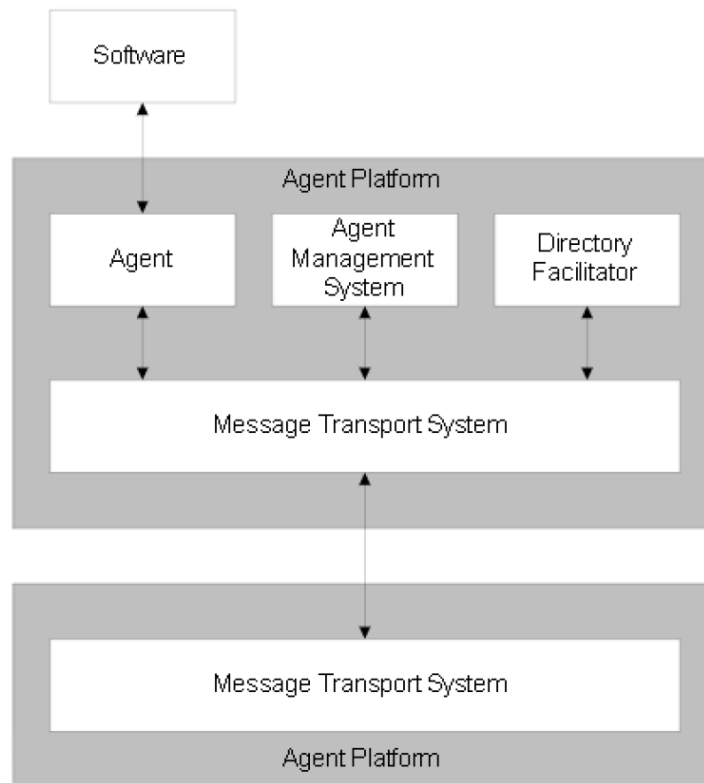 Software
Agent Platform
Agent
Agent
Management
System
Directory
Facilitator
Message Transport System
Message Transport System
Agent Platform